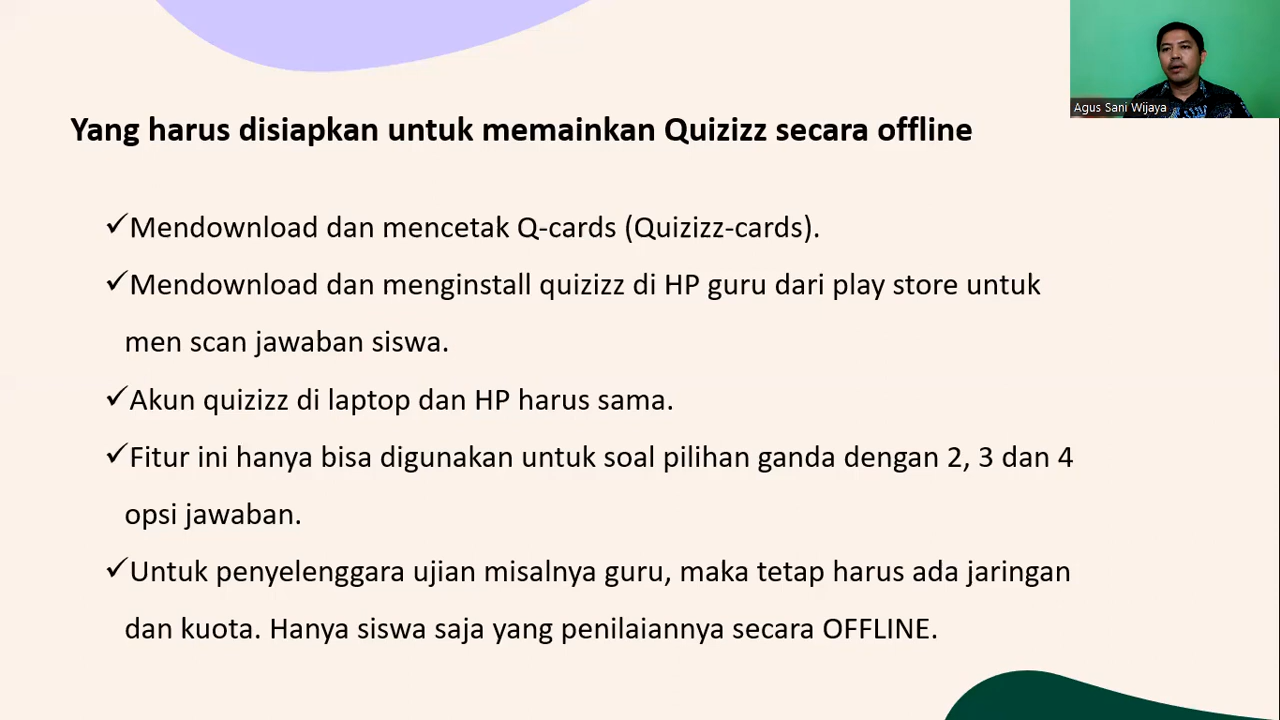 Agus Sani Wijaya
Yang harus disiapkan untuk memainkan Quizizz secara offline
✓Mendownload dan mencetak Q-cards (Quizizz-cards).
✓Mendownload dan menginstall quizizz di HP guru dari play store untuk
men scan jawaban siswa.
✓Akun quizizz di laptop dan HP harus sama.
✓Fitur ini hanya bisa digunakan untuk soal pilihan ganda dengan 2, 3 dan 4
opsi jawaban.
✓Untuk penyelenggara ujian misalnya guru, maka tetap harus ada jaringan
dan kuota. Hanya siswa saja yang penilaiannya secara OFFLINE.